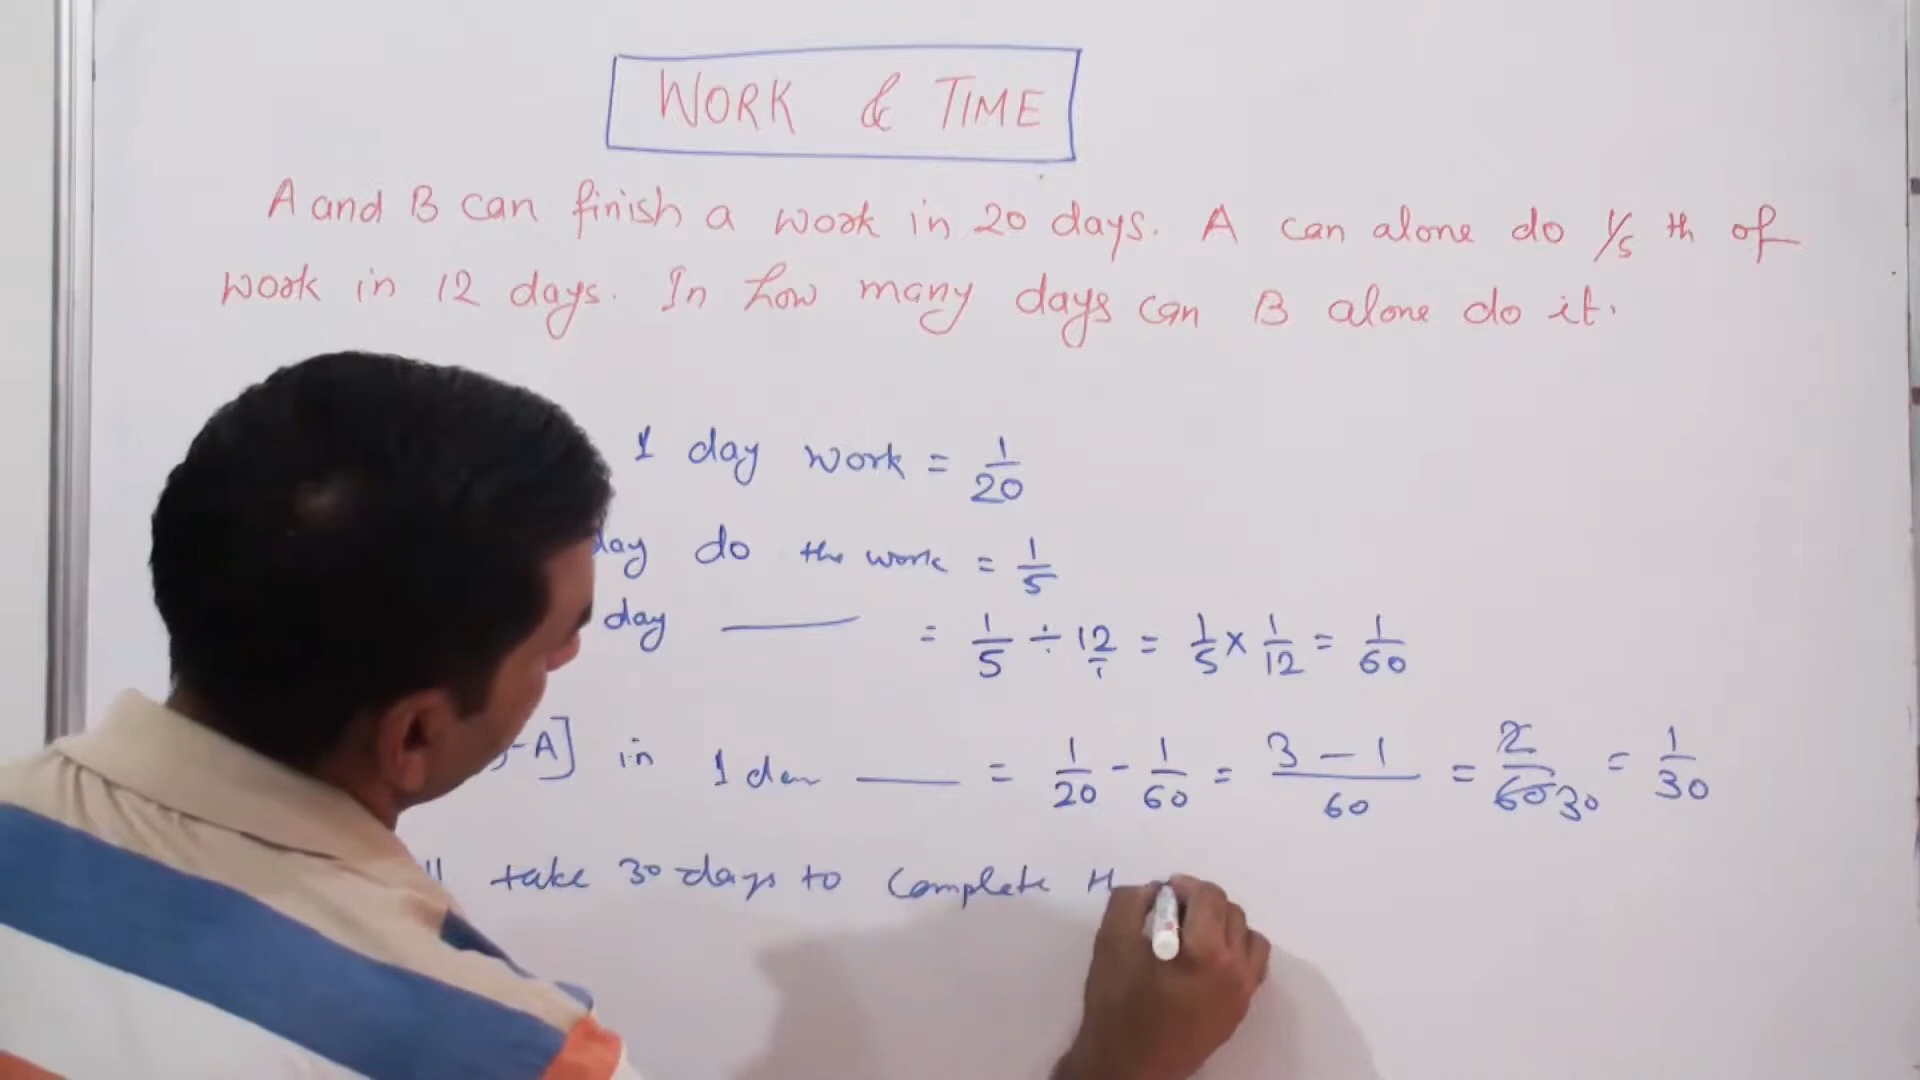 WORK & TIME
A and B can finish a work in 20 days. A can alone do 1/5 th of
work in 12 days. In how many days can B alone do it.
1 day work = 1/20
day do the work = 1/5
day —— = 1/5 ÷ 12/1 = 1/5 × 1/12 = 1/60
-A] in 1 day —— = 1/20 - 1/60 = 3 - 1/60 = 2/60 30 = 1/30
take 30 days to complete